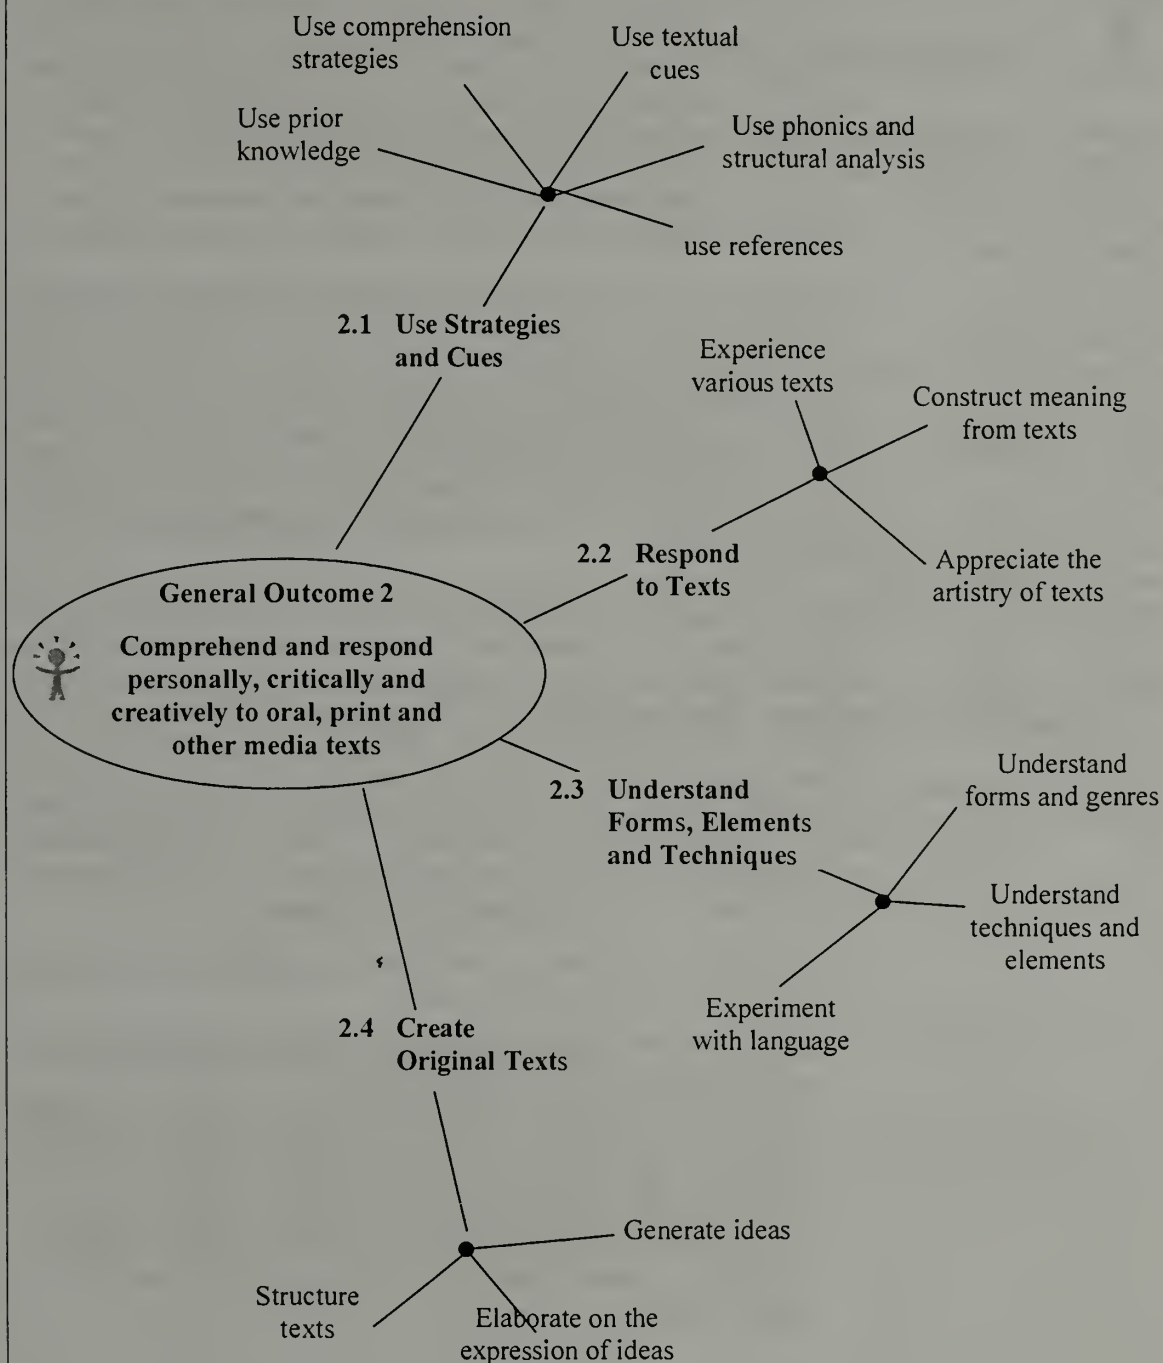 Use comprehension
strategies
Use textual
cues
Use prior
knowledge
Use phonics and
structural analysis
use references
2.1 Use Strategies
and Cues
Experience
various texts
Construct meaning
from texts
2.2 Respond
to Texts
Appreciate the
artistry of texts
General Outcome 2
Comprehend and respond
personally, critically and
creatively to oral, print and
other media texts
2.3 Understand
Forms, Elements
and Techniques
Understand
forms and genres
Understand
techniques and
elements
Experiment
with language
2.4 Create
Original Texts
Generate ideas
Structure
texts
Elaborate on the
expression of ideas